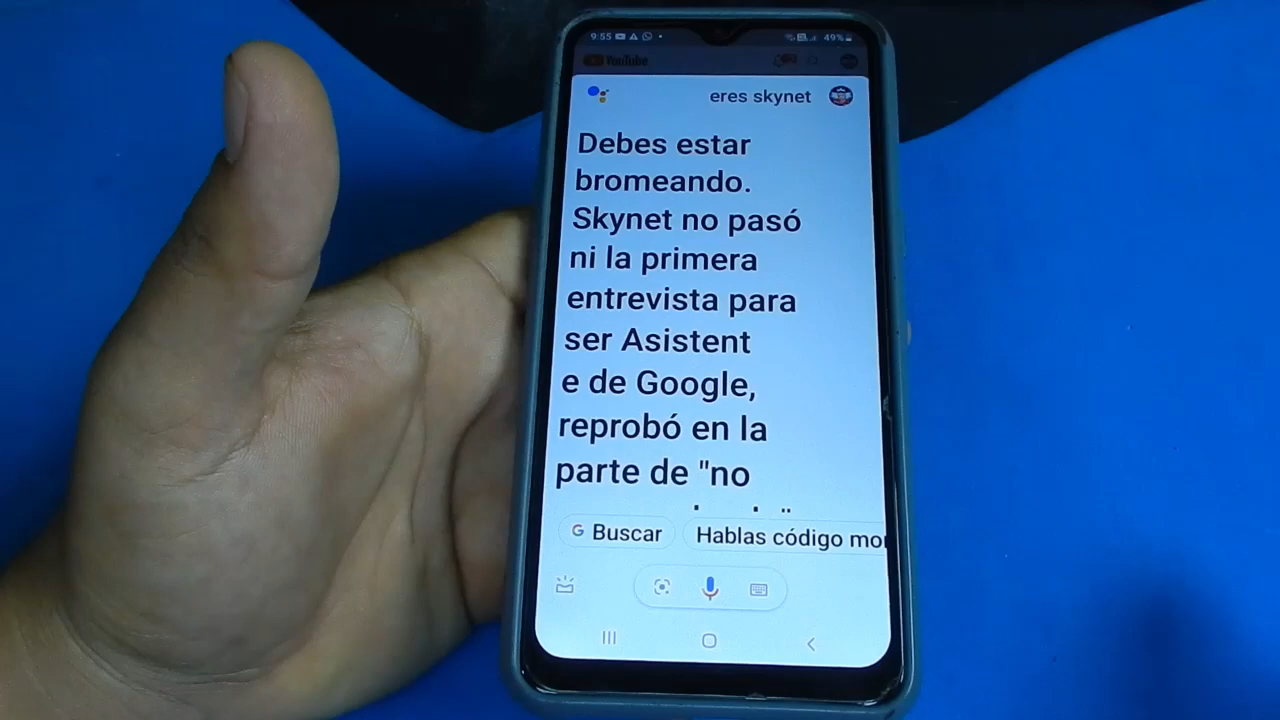 9:55
49%
YouTube
eres skynet
Debes estar
bromeando.
Skynet no pasó
ni la primera
entrevista para
ser Asistent
e de Google,
reprobó en la
parte de "no
G Buscar
Hablas código